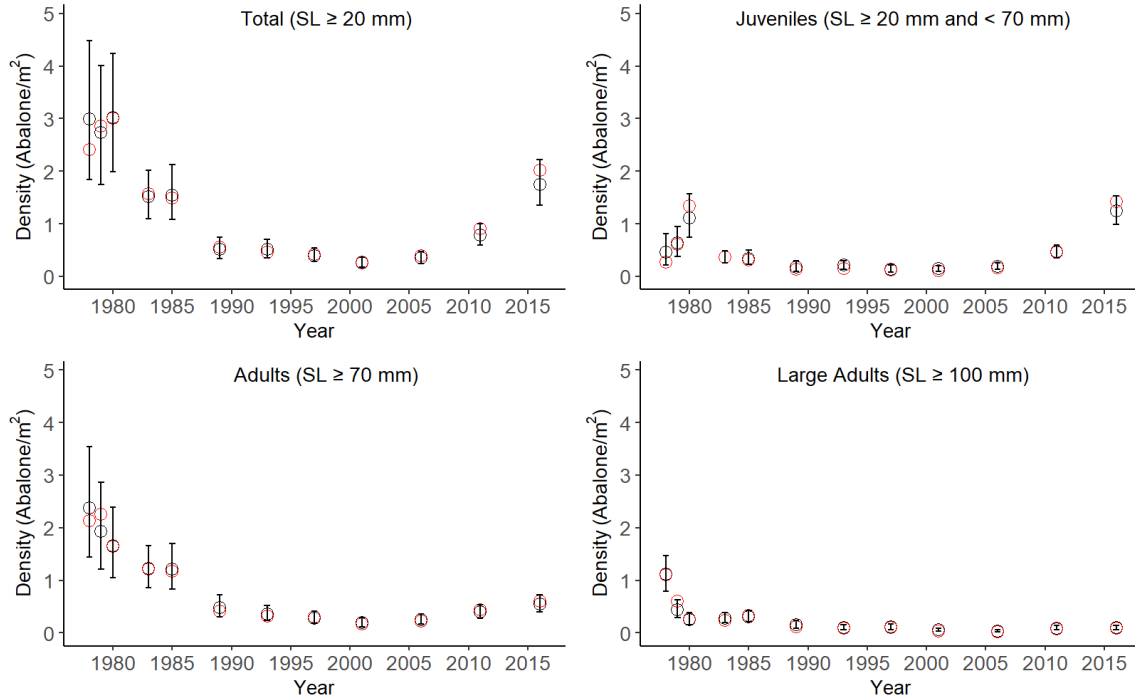 Total (SL ≥ 20 mm)
5
4
3
2
1
0
Density (Abalone/m²)
1980 1985 1990 1995 2000 2005 2010 2015
Year
Juveniles (SL ≥ 20 mm and < 70 mm)
5
4
3
2
1
0
Density (Abalone/m²)
1980 1985 1990 1995 2000 2005 2010 2015
Year
Adults (SL ≥ 70 mm)
5
4
3
2
1
0
Density (Abalone/m²)
1980 1985 1990 1995 2000 2005 2010 2015
Year
Large Adults (SL ≥ 100 mm)
5
4
3
2
1
0
Density (Abalone/m²)
1980 1985 1990 1995 2000 2005 2010 2015
Year